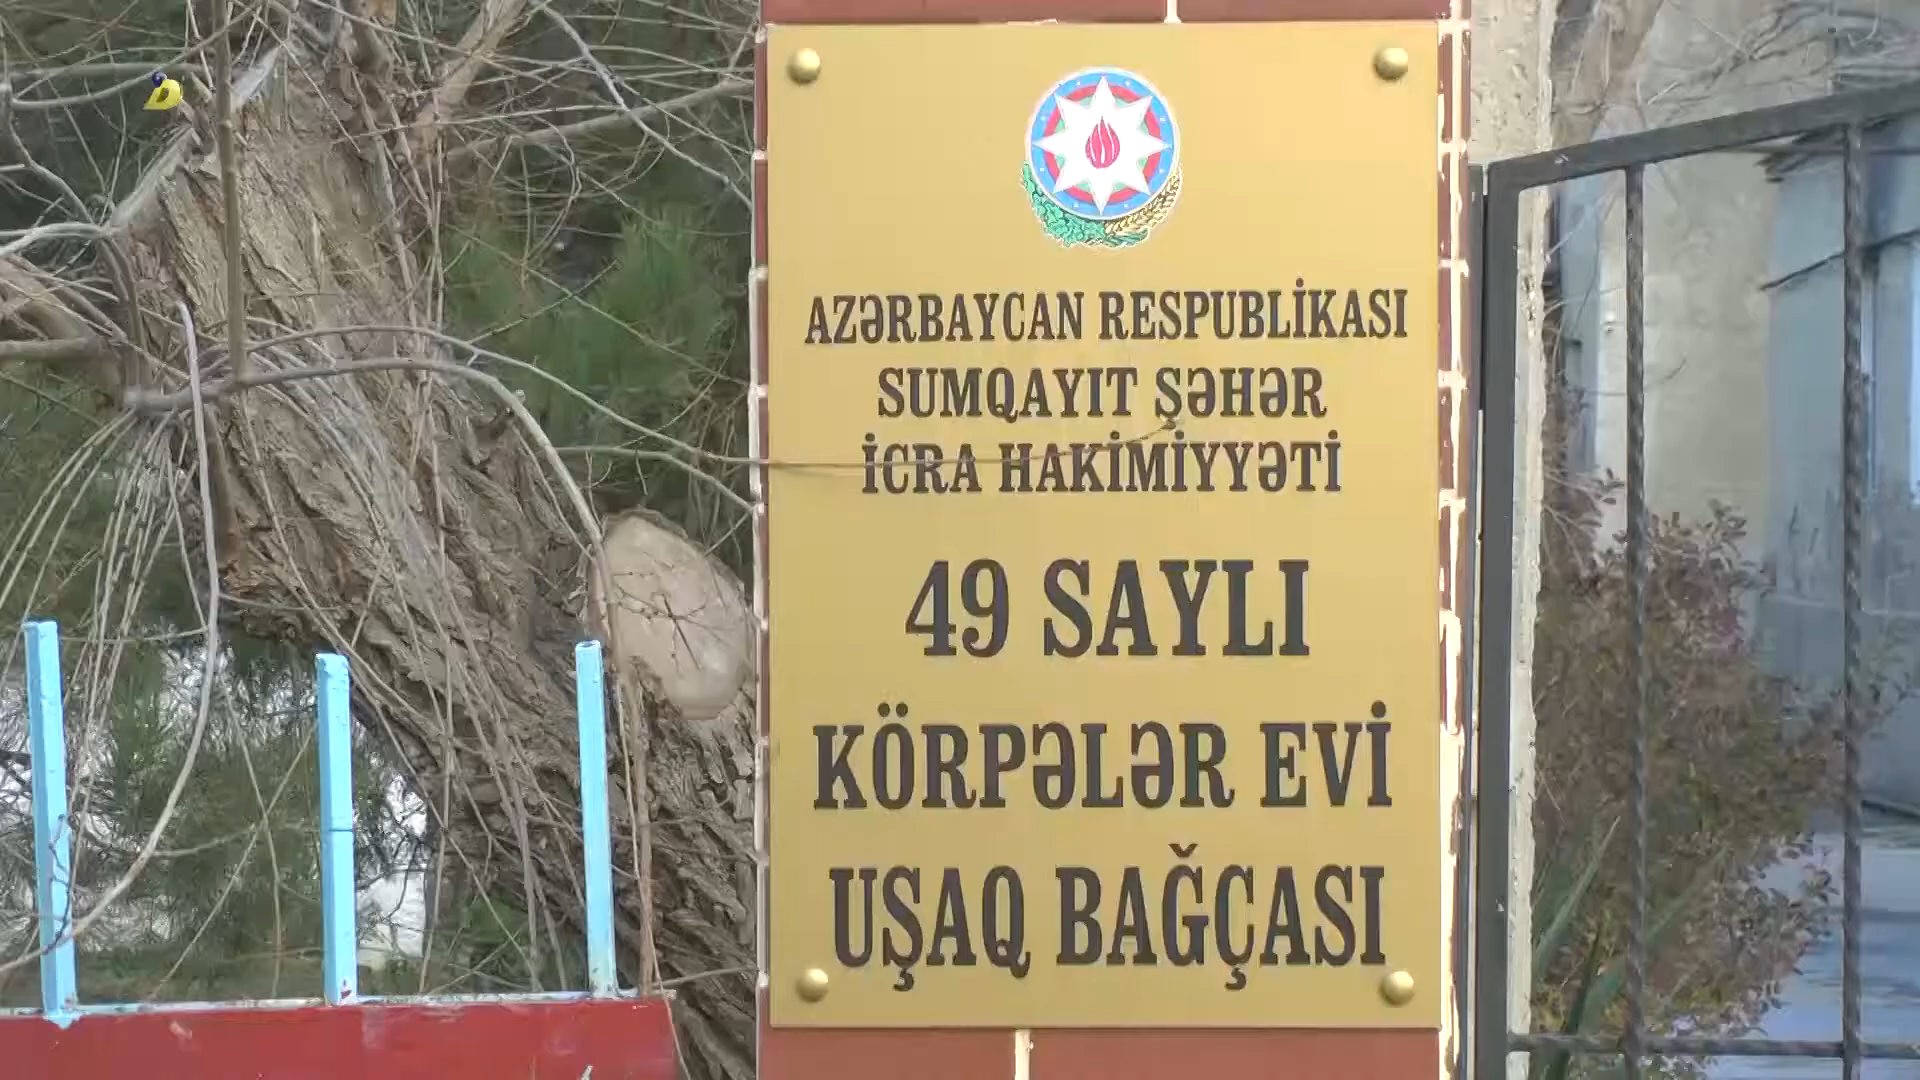 AZƏRBAYCAN RESPUBLİKASI
SUMQAYIT ŞƏHƏR
İCRA HAKİMİYYƏTİ
49 SAYLI
KÖRPƏLƏR EVİ
UŞAQ BAĞÇASI